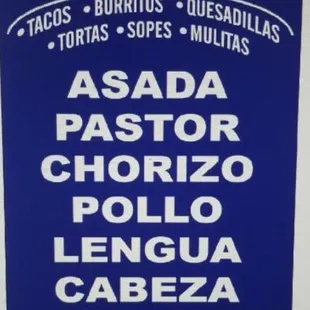 •TACOS •BURRITOS •QUESADILLAS
•TORTAS •SOPES •MULITAS
ASADA
PASTOR
CHORIZO
POLLO
LENGUA
CABEZA